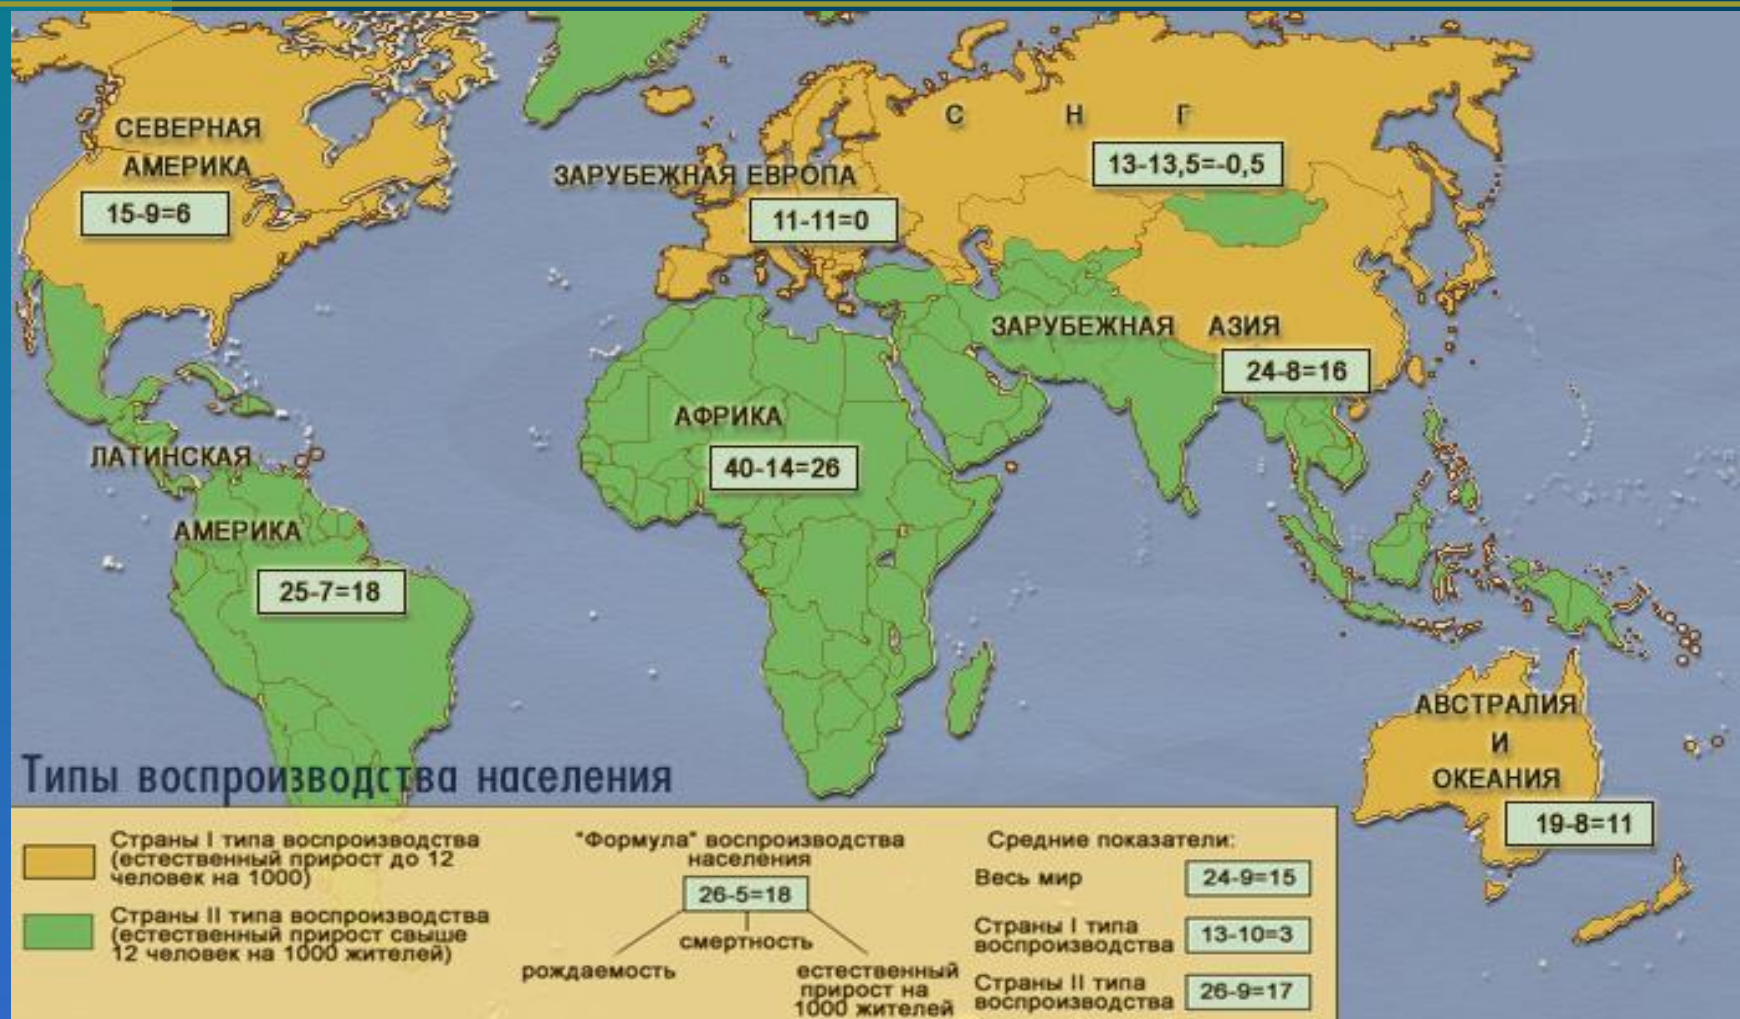 СЕВЕРНАЯ
АМЕРИКА
15-9=6
ЗАРУБЕЖНАЯ ЕВРОПА
11-11=0
С Н Г
13-13,5=-0,5
ЗАРУБЕЖНАЯ АЗИЯ
24-8=16
АФРИКА
40-14=26
ЛАТИНСКАЯ
АМЕРИКА
25-7=18
АВСТРАЛИЯ
И
ОКЕАНИЯ
19-8=11
Типы воспроизводства населения
Страны I типа воспроизводства
(естественный прирост до 12
человек на 1000)
Страны II типа воспроизводства
(естественный прирост свыше
12 человек на 1000 жителей)
"Формула" воспроизводства
населения
26-5=18
рождаемость
смертность
естественный
прирост на
1000 жителей
Средние показатели:
Весь мир
24-9=15
Страны I типа
воспроизводства
13-10=3
Страны II типа
воспроизводства
26-9=17